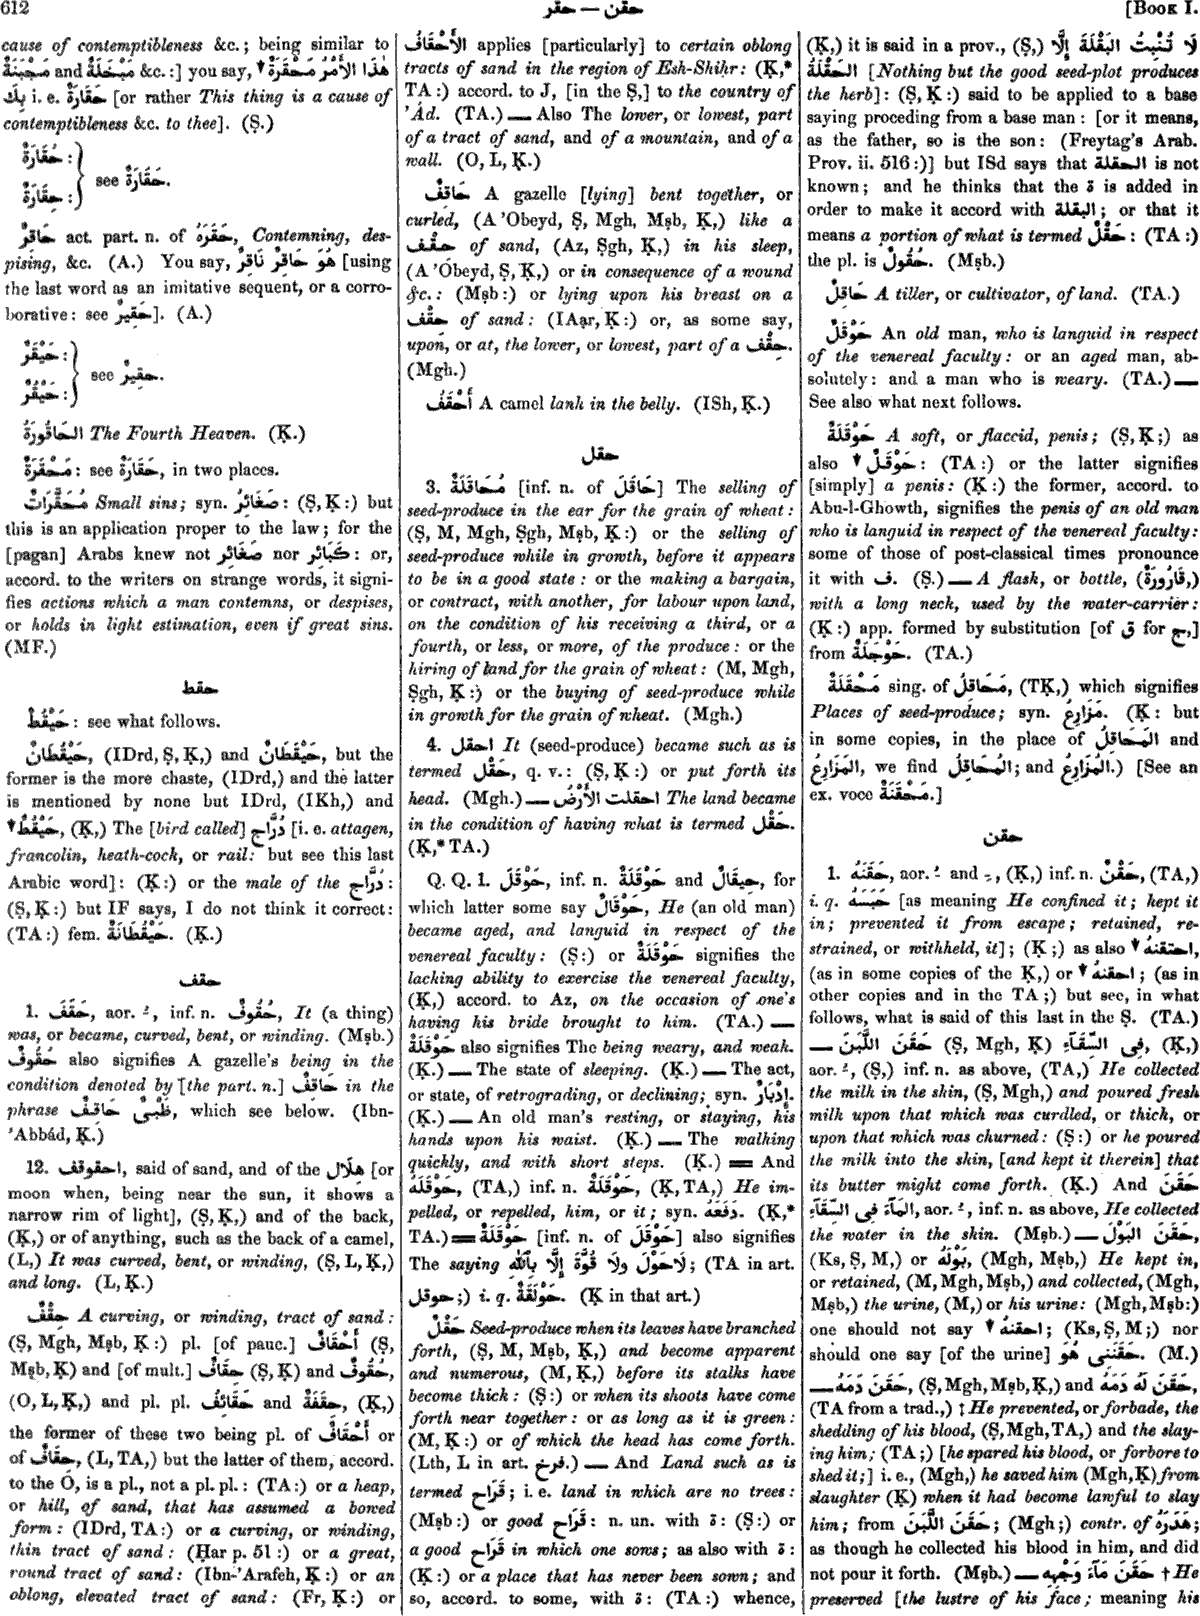 612
حقر — حقن
[BOOK I.
cause of contemptibleness &c.; being similar to
مَبْخَلَةٌ and مَجْبَنَةٌ &c.:] you say, هٰذَا الأَمْرُ مَحْقَرَةٌ ▼
بِكَ i. e. حَقَارَةٌ [or rather This thing is a cause of
contemptibleness &c. to thee]. (Ṣ.)
حُقَارَةٌ :
see حَقَارَةٌ.
حِقَارَةٌ :
حَاقِرٌ act. part. n. of حَقَرَهُ, Contemning, des-
pising, &c. (A.) You say, هُوَ حَاقِرٌ نَاقِرٌ [using
the last word as an imitative sequent, or a corro-
borative: see حَقِيرٌ]. (A.)
حَيْقَرٌ :
see حَقِيرٌ.
حَيْقُرٌ :
الحَاقُورَةُ The Fourth Heaven. (Ḳ.)
مَحْقَرَةٌ : see حَقَارَةٌ, in two places.
مُحَقَّرَاتٌ Small sins; syn. صَغَائِرُ: (Ṣ, Ḳ:) but
this is an application proper to the law; for the
[pagan] Arabs knew not صَغَائِر nor كَبَائِر: or,
accord. to the writers on strange words, it signi-
fies actions which a man contemns, or despises,
or holds in light estimation, even if great sins.
(MF.)
حقط
حَيْقُطٌ : see what follows.
حَيْقُطَانٌ, (IDrd, Ṣ, Ḳ,) and حَيْقَطَانٌ, but the
former is the more chaste, (IDrd,) and the latter
is mentioned by none but IDrd, (IKh,) and
▼ حَيْقُطٌ, (Ḳ,) The [bird called] دُرَّاج [i. e. attagen,
francolin, heath-cock, or rail: but see this last
Arabic word]: (Ḳ:) or the male of the دُرَّاج:
(Ṣ, Ḳ:) but IF says, I do not think it correct:
(TA:) fem. حَيْقُطَانَةٌ. (Ḳ.)
حقف
1. حَقَفَ, aor. ـُ, inf. n. حُقُوفٌ, It (a thing)
was, or became, curved, bent, or winding. (Mṣb.)
حُقُوفٌ also signifies A gazelle's being in the
condition denoted by [the part. n.] حَاقِفٌ in the
phrase ظَبْىٌ حَاقِفٌ, which see below. (Ibn-
'Abbád, Ḳ.)
12. احقوقف, said of sand, and of the هِلَال [or
moon when, being near the sun, it shows a
narrow rim of light], (Ṣ, Ḳ,) and of the back,
(Ḳ,) or of anything, such as the back of a camel,
(L,) It was curved, bent, or winding, (Ṣ, L, Ḳ,)
and long. (L, Ḳ.)
حِقْفٌ A curving, or winding, tract of sand:
(Ṣ, Mgh, Mṣb, Ḳ:) pl. [of pauc.] أَحْقَافٌ (Ṣ,
Mṣb, Ḳ) and [of mult.] حِقَافٌ (Ṣ, Ḳ) and حُقُوفٌ,
(O, L, Ḳ,) and pl. pl. حَقَائِفُ and حِقَفَةٌ, (Ḳ,)
the former of these two being pl. of أَحْقَافٌ or
of حِقَافٌ, (L, TA,) but the latter of them, accord.
to the O, is a pl., not a pl. pl.: (TA:) or a heap,
or hill, of sand, that has assumed a bowed
form: (IDrd, TA:) or a curving, or winding,
thin tract of sand: (Ḥar p. 51:) or a great,
round tract of sand: (Ibn-'Arafeh, Ḳ:) or an
oblong, elevated tract of sand: (Fr, Ḳ:) or
الأَحْقَافُ applies [particularly] to certain oblong
tracts of sand in the region of Esh-Shiḥr: (Ḳ,*
TA:) accord. to J, [in the Ṣ,] to the country of
'Ád. (TA.) — Also The lower, or lowest, part
of a tract of sand, and of a mountain, and of a
wall. (O, L, Ḳ.)
حَاقِفٌ A gazelle [lying] bent together, or
curled, (A 'Obeyd, Ṣ, Mgh, Mṣb, Ḳ,) like a
حِقْف of sand, (Az, Ṣgh, Ḳ,) in his sleep,
(A 'Obeyd, Ṣ, Ḳ,) or in consequence of a wound
&c.: (Mṣb:) or lying upon his breast on a
حِقْف of sand: (IAạr, Ḳ:) or, as some say,
upon, or at, the lower, or lowest, part of a حِقْف.
(Mgh.)
أَحْقَفُ A camel lank in the belly. (ISh, Ḳ.)
حقل
3. مُحَاقَلَةٌ [inf. n. of حَاقَلَ] The selling of
seed-produce in the ear for the grain of wheat:
(Ṣ, M, Mgh, Ṣgh, Mṣb, Ḳ:) or the selling of
seed-produce while in growth, before it appears
to be in a good state: or the making a bargain,
or contract, with another, for labour upon land,
on the condition of his receiving a third, or a
fourth, or less, or more, of the produce: or the
hiring of land for the grain of wheat: (M, Mgh,
Ṣgh, Ḳ:) or the buying of seed-produce while
in growth for the grain of wheat. (Mgh.)
4. احقل It (seed-produce) became such as is
termed حَقْل, q. v.: (Ṣ, Ḳ:) or put forth its
head. (Mgh.) — احقلت الأَرْضُ The land became
in the condition of having what is termed حَقْل.
(Ḳ,* TA.)
Q. Q. 1. حَوْقَلَ, inf. n. حَوْقَلَةٌ and حِيقَالٌ, for
which latter some say حَوْقَالٌ, He (an old man)
became aged, and languid in respect of the
venereal faculty: (Ṣ:) or حَوْقَلَةٌ signifies the
lacking ability to exercise the venereal faculty,
(Ḳ,) accord. to Az, on the occasion of one's
having his bride brought to him. (TA.) —
حَوْقَلَةٌ also signifies The being weary, and weak.
(Ḳ.) — The state of sleeping. (Ḳ.) — The act,
or state, of retrograding, or declining; syn. إِدْبَارٌ.
(Ḳ.) — An old man's resting, or staying, his
hands upon his waist. (Ḳ.) — The walking
quickly, and with short steps. (Ḳ.) = And
حَوْقَلَهُ, (TA,) inf. n. حَوْقَلَةٌ, (Ḳ, TA,) He im-
pelled, or repelled, him, or it; syn. دَفَعَهُ. (Ḳ,*
TA.) = حَوْقَلَةٌ [inf. n. of حَوْقَلَ] also signifies
The saying لَاحَوْلَ وِلَا قُوَّةَ إِلَّا بِٱللّٰهِ; (TA in art.
حوقل;) i. q. حَوْلَقَةٌ. (Ḳ in that art.)
حَقْلٌ Seed-produce when its leaves have branched
forth, (Ṣ, M, Mṣb, Ḳ,) and become apparent
and numerous, (M, Ḳ,) before its stalks have
become thick: (Ṣ:) or when its shoots have come
forth near together: or as long as it is green:
(M, Ḳ:) or of which the head has come forth.
(Lth, L in art. فرخ.) — And Land such as is
termed قَرَاح; i. e. land in which are no trees:
(Mṣb:) or good قَرَاح: n. un. with ة: (Ṣ:) or
a good قَرَاح in which one sows; as also with ة:
(Ḳ:) or a place that has never been sown; and
so, accord. to some, with ة: (TA:) whence,
(Ḳ,) it is said in a prov., (Ṣ,) لَا تُنْبِتُ البَقْلَةَ إِلَّا
الحَقْلَةُ [Nothing but the good seed-plot produces
the herb]: (Ṣ, Ḳ:) said to be applied to a base
saying proceding from a base man: [or it means,
as the father, so is the son: (Freytag's Arab.
Prov. ii. 516:)] but ISd says that الحقلة is not
known; and he thinks that the ة is added in
order to make it accord with البقلة; or that it
means a portion of what is termed حَقْلٌ: (TA:)
the pl. is حُقُولٌ. (Mṣb.)
حَاقِلٌ A tiller, or cultivator, of land. (TA.)
حَوْقَلٌ An old man, who is languid in respect
of the venereal faculty: or an aged man, ab-
solutely: and a man who is weary. (TA.) —
See also what next follows.
حَوْقَلَةٌ A soft, or flaccid, penis; (Ṣ, Ḳ;) as
also ▼ حَوْقَلٌ: (TA:) or the latter signifies
[simply] a penis: (Ḳ:) the former, accord. to
Abu-l-Ghowth, signifies the penis of an old man
who is languid in respect of the venereal faculty:
some of those of post-classical times pronounce
it with ف. (Ṣ.) — A flask, or bottle, (قَارُورَةٌ,)
with a long neck, used by the water-carrier:
(Ḳ:) app. formed by substitution [of ق for ج,]
from حَوْجَلَةٌ. (TA.)
مَحْقَلَةٌ sing. of مَحَاقِلُ, (TḲ,) which signifies
Places of seed-produce; syn. مَزَارِعُ. (Ḳ: but
in some copies, in the place of المَحَاقِلُ and
المَزَارِعُ, we find المُحَاقِلُ; and المُزَارِعُ.) [See an
ex. voce مَحْقَنَةٌ.]
حقن
1. حَقَنَهُ, aor. ـُ and ـِ, (Ḳ,) inf. n. حَقْنٌ, (TA,)
i. q. حَبَسَهُ [as meaning He confined it; kept it
in; prevented it from escape; retained, re-
strained, or withheld, it]; (Ḳ;) as also ▼ احتقنهُ,
(as in some copies of the Ḳ,) or ▼ احقنهُ; (as in
other copies and in the TA;) but see, in what
follows, what is said of this last in the Ṣ. (TA.)
— حَقَنَ اللَّبَنَ (Ṣ, Mgh, Ḳ) فِى السِّقَآءِ, (Ḳ,)
aor. ـُ, (Ṣ,) inf. n. as above, (TA,) He collected
the milk in the skin, (Ṣ, Mgh,) and poured fresh
milk upon that which was curdled, or thick, or
upon that which was churned: (Ṣ:) or he poured
the milk into the skin, [and kept it therein] that
its butter might come forth. (Ḳ.) And حَقَنَ
المَآءَ فِى السِّقَآءِ, aor. ـُ, inf. n. as above, He collected
the water in the skin. (Mṣb.) — حَقَنَ البَوْلَ,
(Ks, Ṣ, M,) or بَوْلَهُ, (Mgh, Mṣb,) He kept in,
or retained, (M, Mgh, Mṣb,) and collected, (Mgh,
Mṣb,) the urine, (M,) or his urine: (Mgh, Mṣb:)
one should not say ▼ احقنهُ; (Ks, Ṣ, M;) nor
should one say [of the urine] حَقَنَنِى هُوَ. (M.)
— حَقَنَ دَمَهُ, (Ṣ, Mgh, Mṣb, Ḳ,) and حَقَنَ لَهُ دَمَهُ,
(TA from a trad.,) ‡ He prevented, or forbade, the
shedding of his blood, (Ṣ, Mgh, TA,) and the slay-
ing him; (TA;) [he spared his blood, or forbore to
shed it;] i. e., (Mgh,) he saved him (Mgh, Ḳ) from
slaughter (Ḳ) when it had become lawful to slay
him; from حَقَنَ اللَّبَنَ; (Mgh;) contr. of هَدَرَهُ;
as though he collected his blood in him, and did
not pour it forth. (Mṣb.) — حَقَنَ مَآءَ وَجْهِهِ † He
preserved [the lustre of his face; meaning his